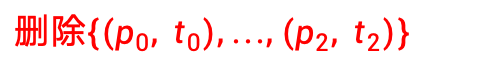 删除{(p₀, t₀),...,(p₂, t₂)}